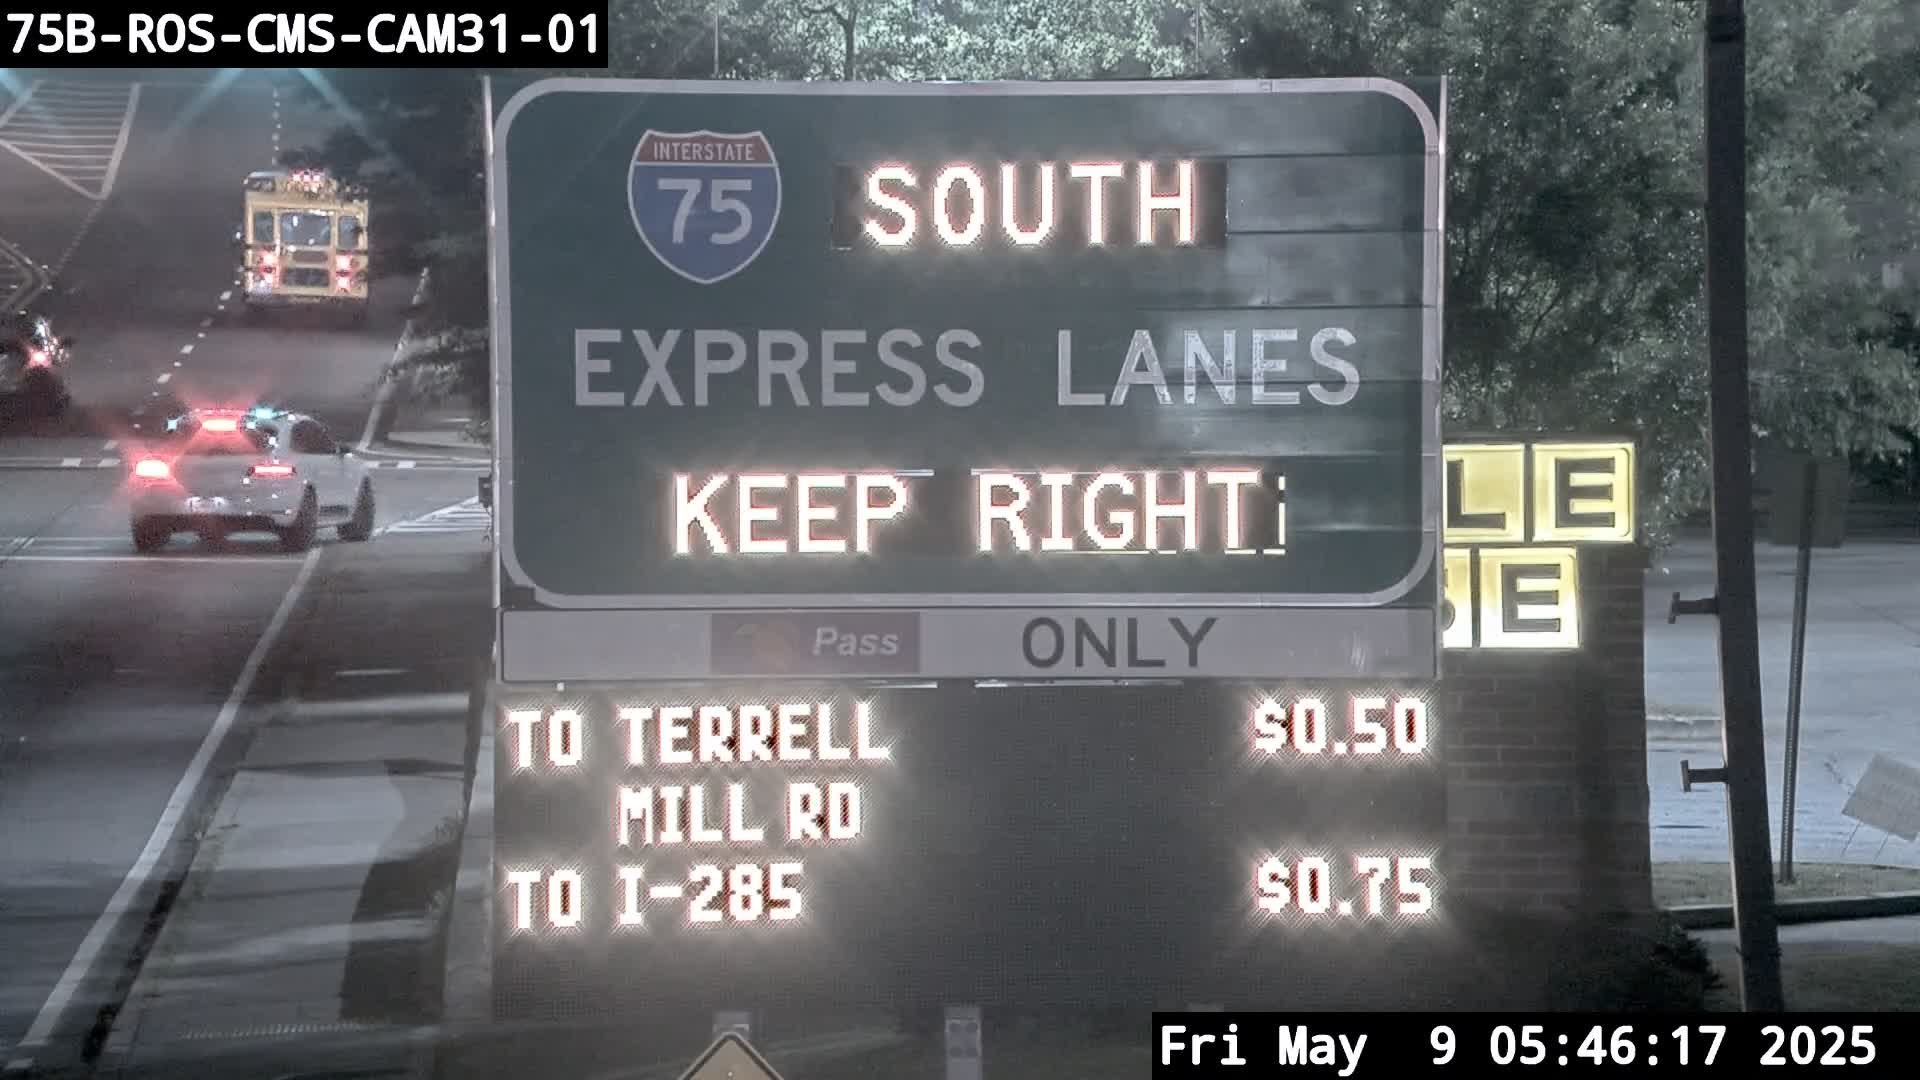 75B-ROS-CMS-CAM31-01
INTERSTATE
75
SOUTH
EXPRESS LANES
KEEP RIGHT
Pass ONLY
TO TERRELL $0.50
MILL RD
TO I-285 $0.75
LE
E
Fri May 9 05:46:17 2025